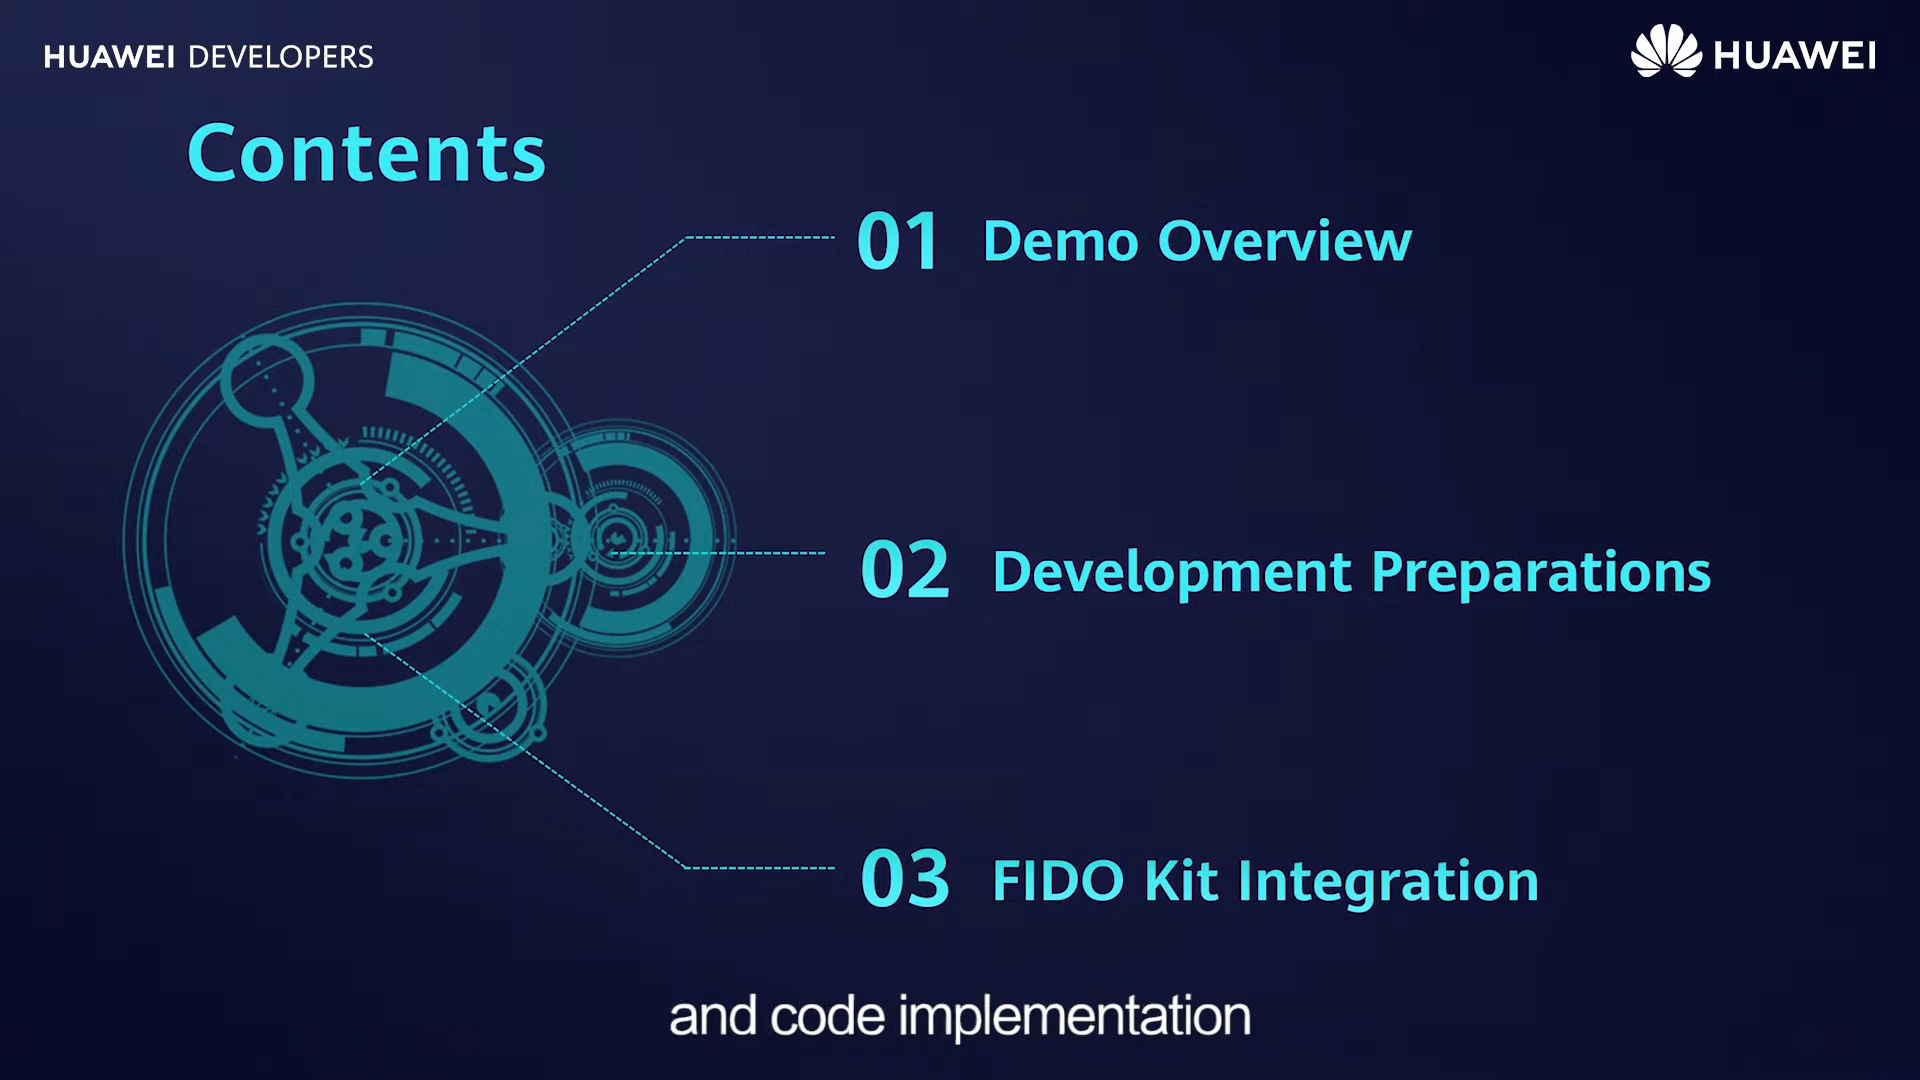 HUAWEI DEVELOPERS
HUAWEI
Contents
01 Demo Overview
02 Development Preparations
03 FIDO Kit Integration
and code implementation